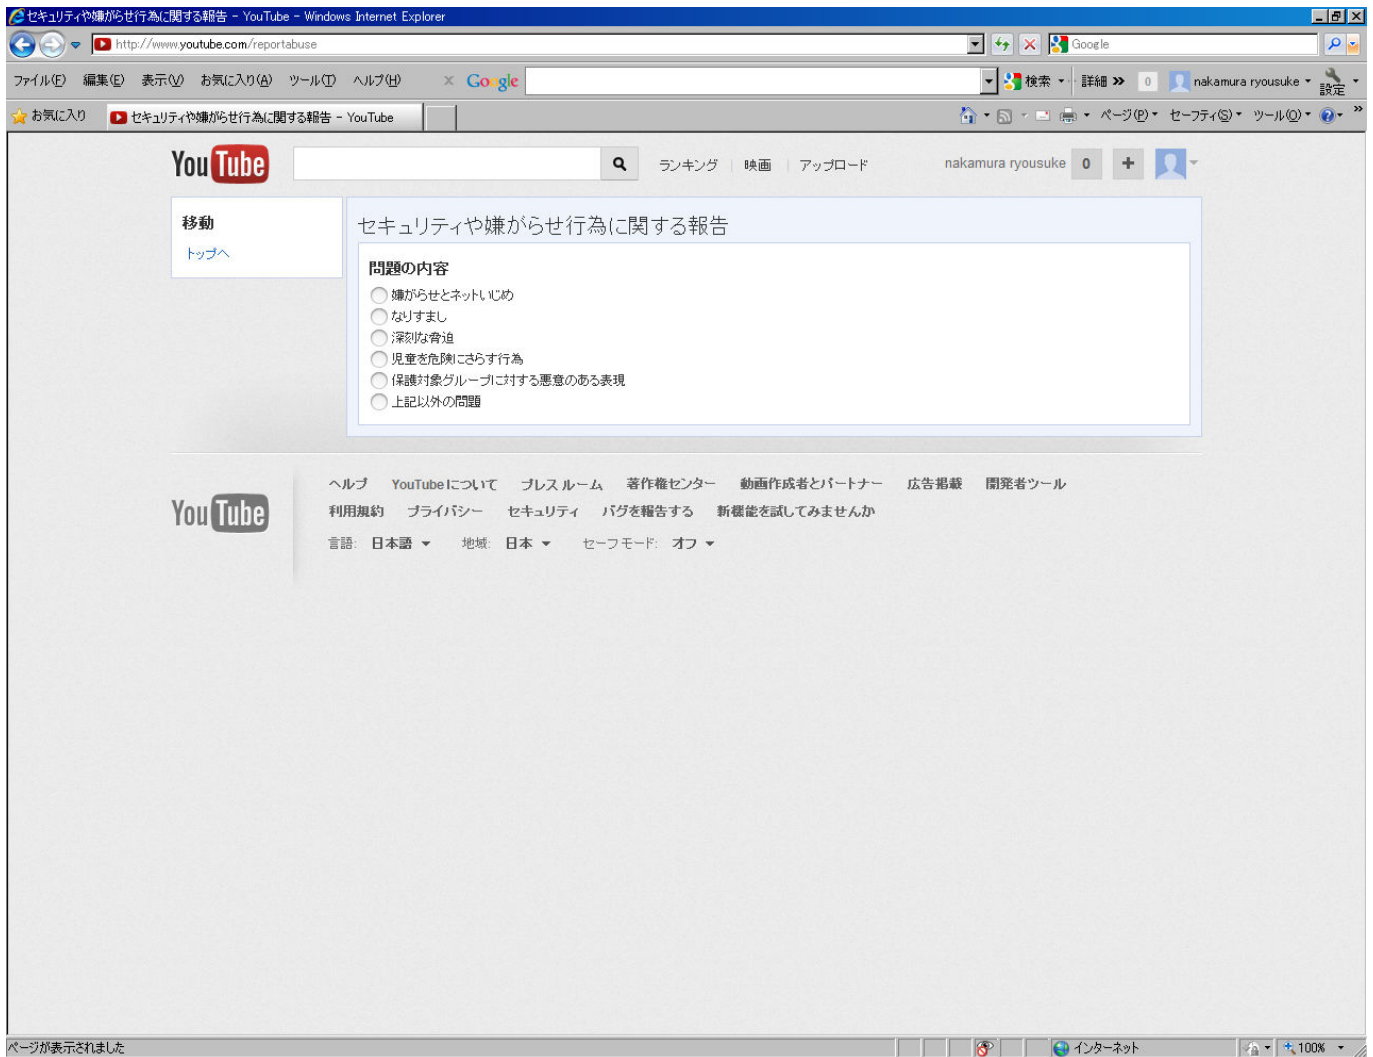 セキュリティや嫌がらせ行為に関する報告 - YouTube - Windows Internet Explorer
http://www.youtube.com/reportabuse
Google
ファイル(F) 編集(E) 表示(V) お気に入り(A) ツール(T) ヘルプ(H) × Google 検索 詳細 » 0 nakamura ryousuke 設定
お気に入り セキュリティや嫌がらせ行為に関する報告 - YouTube ページ(P) セーフティ(S) ツール(O) »
YouTube ランキング 映画 アップロード nakamura ryousuke 0 +
移動
トップへ
セキュリティや嫌がらせ行為に関する報告
問題の内容
嫌がらせとネットいじめ
なりすまし
深刻な脅迫
児童を危険にさらす行為
保護対象グループに対する悪意のある表現
上記以外の問題
YouTube
ヘルプ YouTubeについて プレス ルーム 著作権センター 動画作成者とパートナー 広告掲載 開発者ツール
利用規約 プライバシー セキュリティ バグを報告する 新機能を試してみませんか
言語: 日本語 地域: 日本 セーフモード: オフ
ページが表示されました インターネット 100%